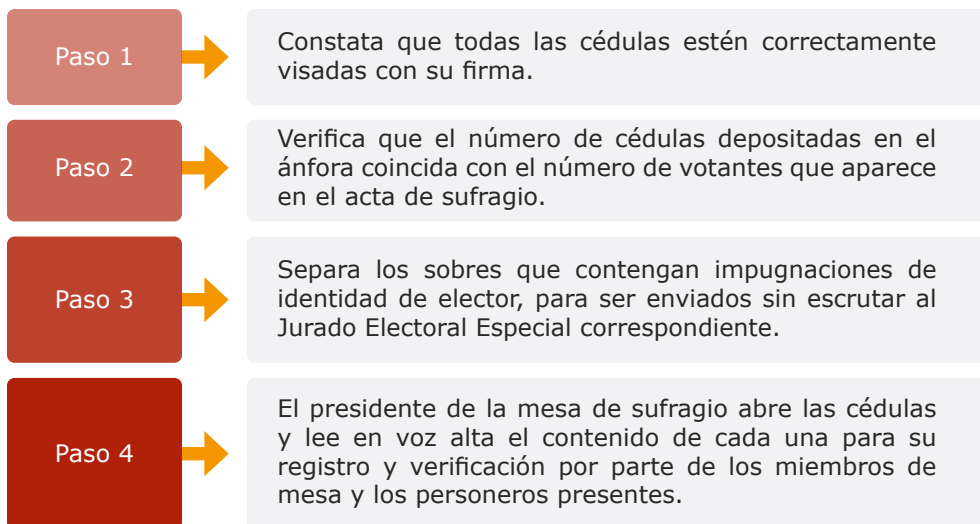 Paso 1
Constata que todas las cédulas estén correctamente
visadas con su firma.
Paso 2
Verifica que el número de cédulas depositadas en el
ánfora coincida con el número de votantes que aparece
en el acta de sufragio.
Paso 3
Separa los sobres que contengan impugnaciones de
identidad de elector, para ser enviados sin escrutar al
Jurado Electoral Especial correspondiente.
Paso 4
El presidente de la mesa de sufragio abre las cédulas
y lee en voz alta el contenido de cada una para su
registro y verificación por parte de los miembros de
mesa y los personeros presentes.